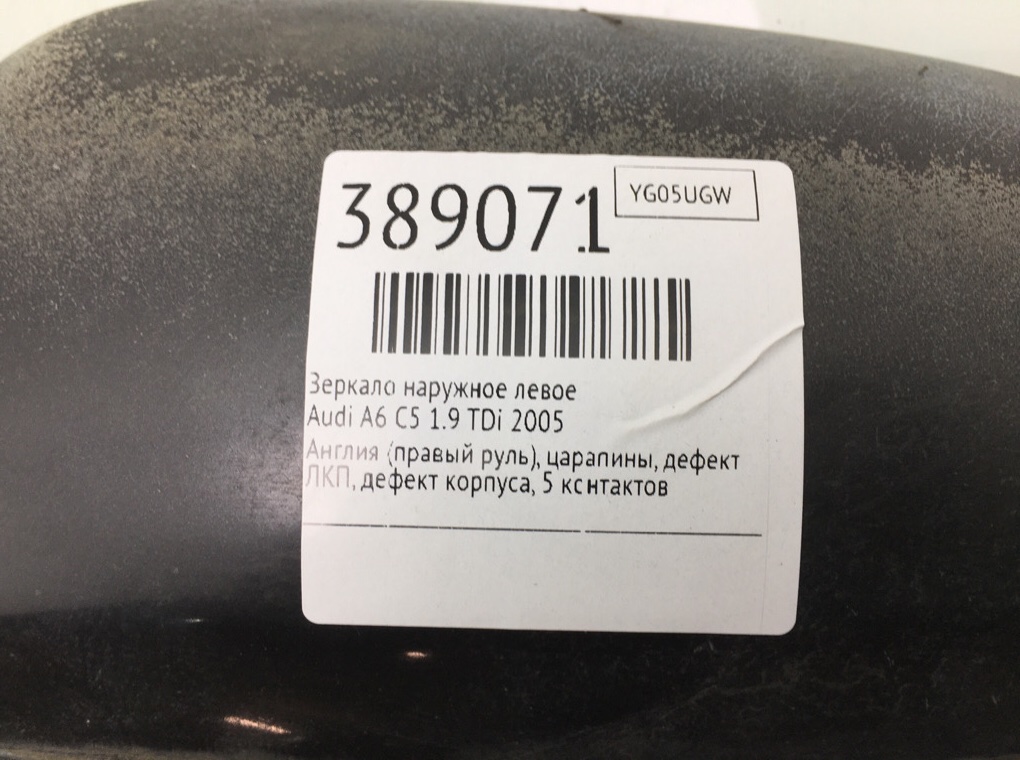 389071
YG05UGW
Зеркало наружное левое
Audi A6 C5 1.9 TDi 2005
Англия (правый руль), царапины, дефект
ЛКП, дефект корпуса, 5 контактов